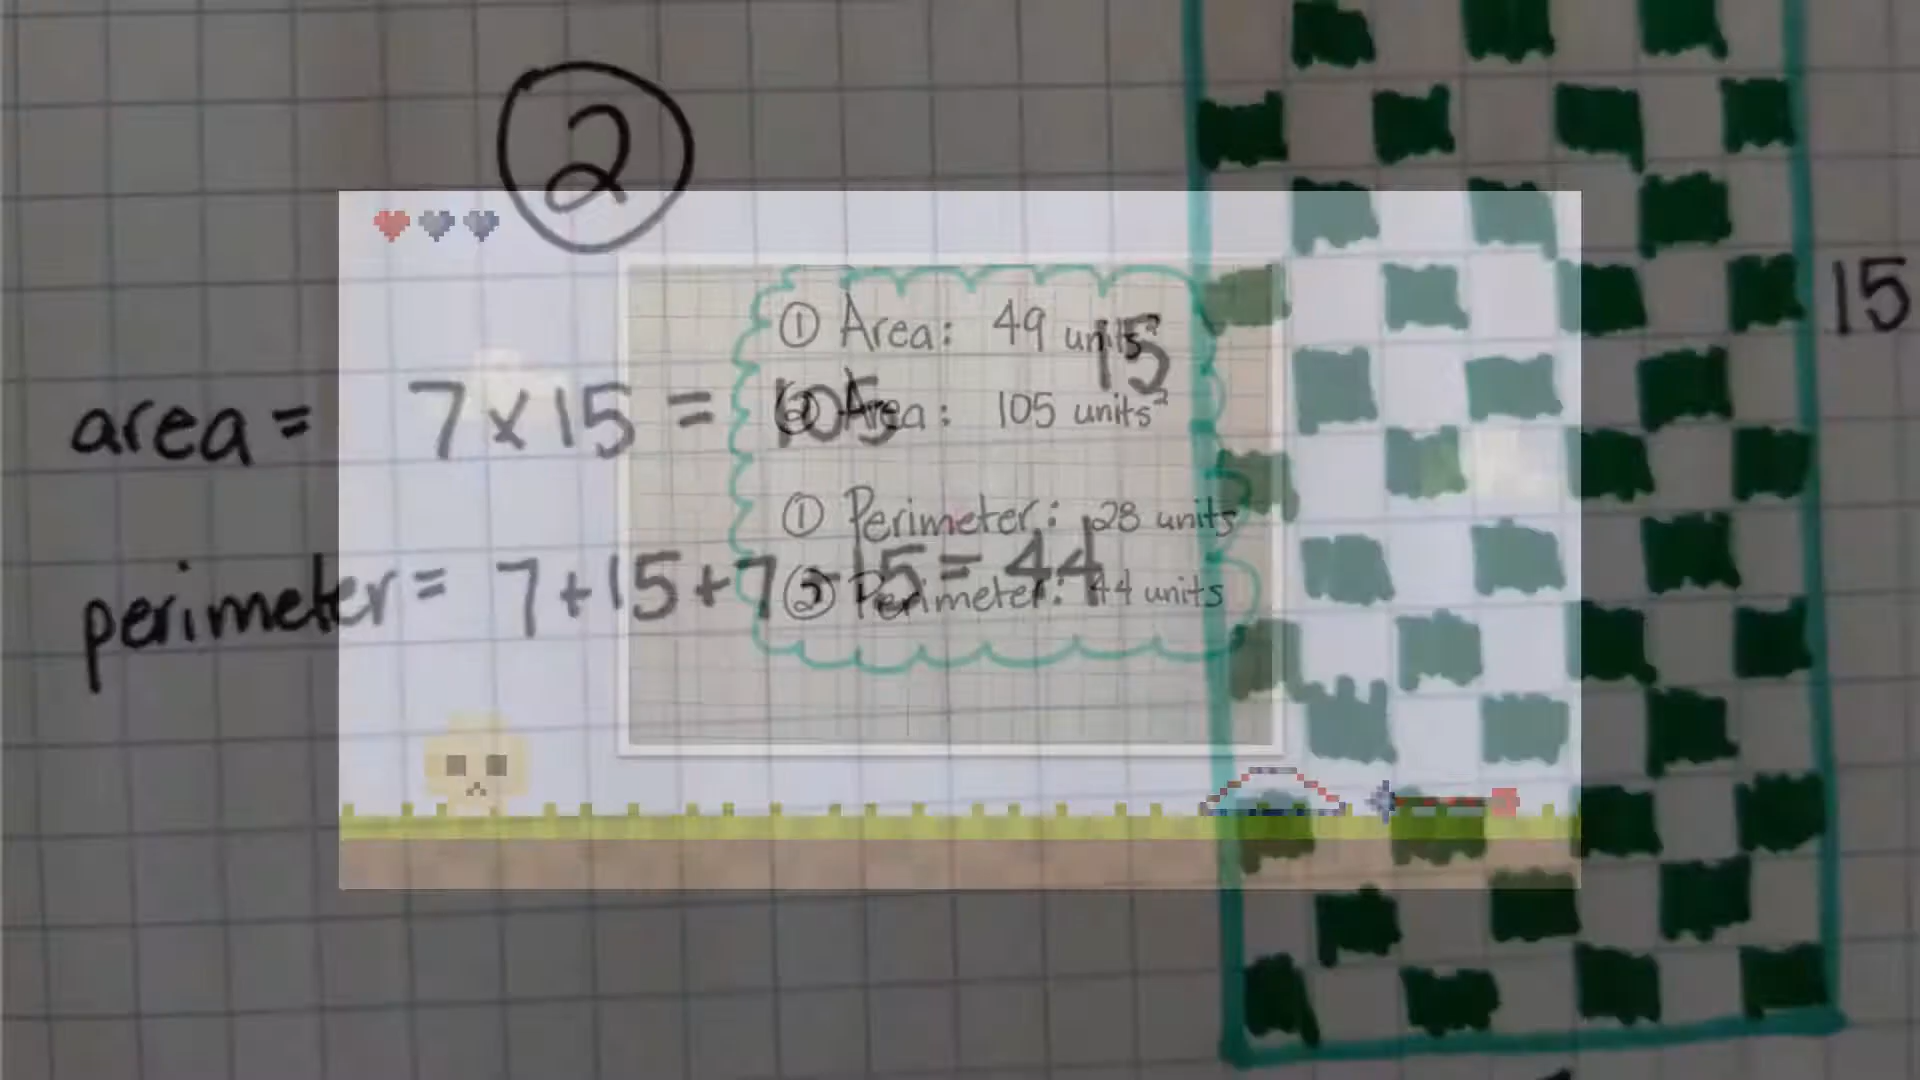 2
15
15
area = 7 x 15 = 105
perimeter = 7+15+7+15 = 44
① Area: 49 units²
② Area: 105 units²
① Perimeter: 28 units
② Perimeter: 44 units